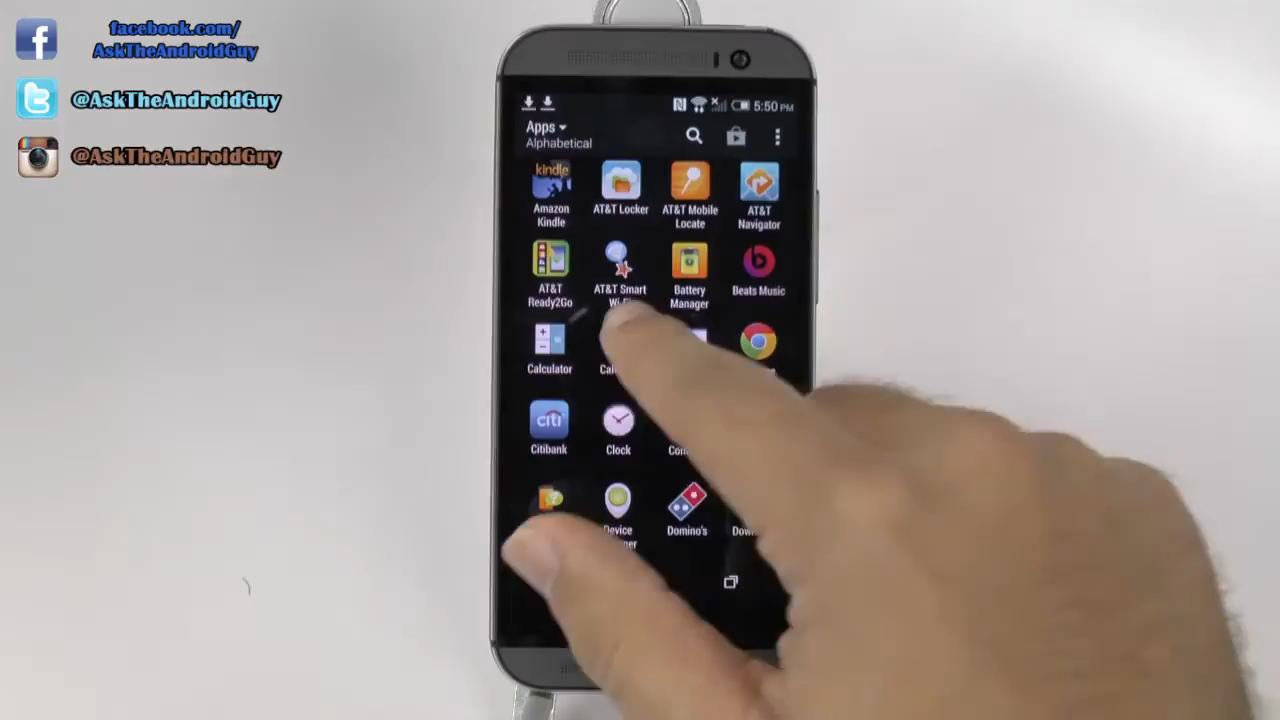 facebook.com/
AskTheAndroidGuy
@AskTheAndroidGuy
@AskTheAndroidGuy
5:50 PM
Apps
Alphabetical
kindle
Amazon
Kindle
AT&T Locker
AT&T Mobile
Locate
AT&T
Navigator
AT&T
Ready2Go
AT&T Smart
Battery
Manager
Beats Music
Calculator
citi
Citibank
Clock
Device
Domino's